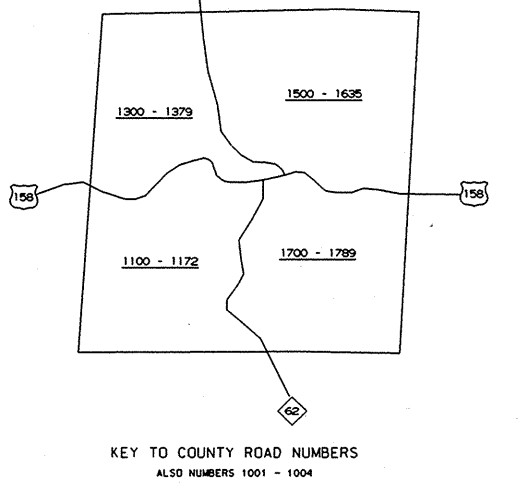 1500 - 1635
1300 - 1379
158
158
1100 - 1172
1700 - 1789
62
KEY TO COUNTY ROAD NUMBERS
ALSO NUMBERS 1001 - 1004